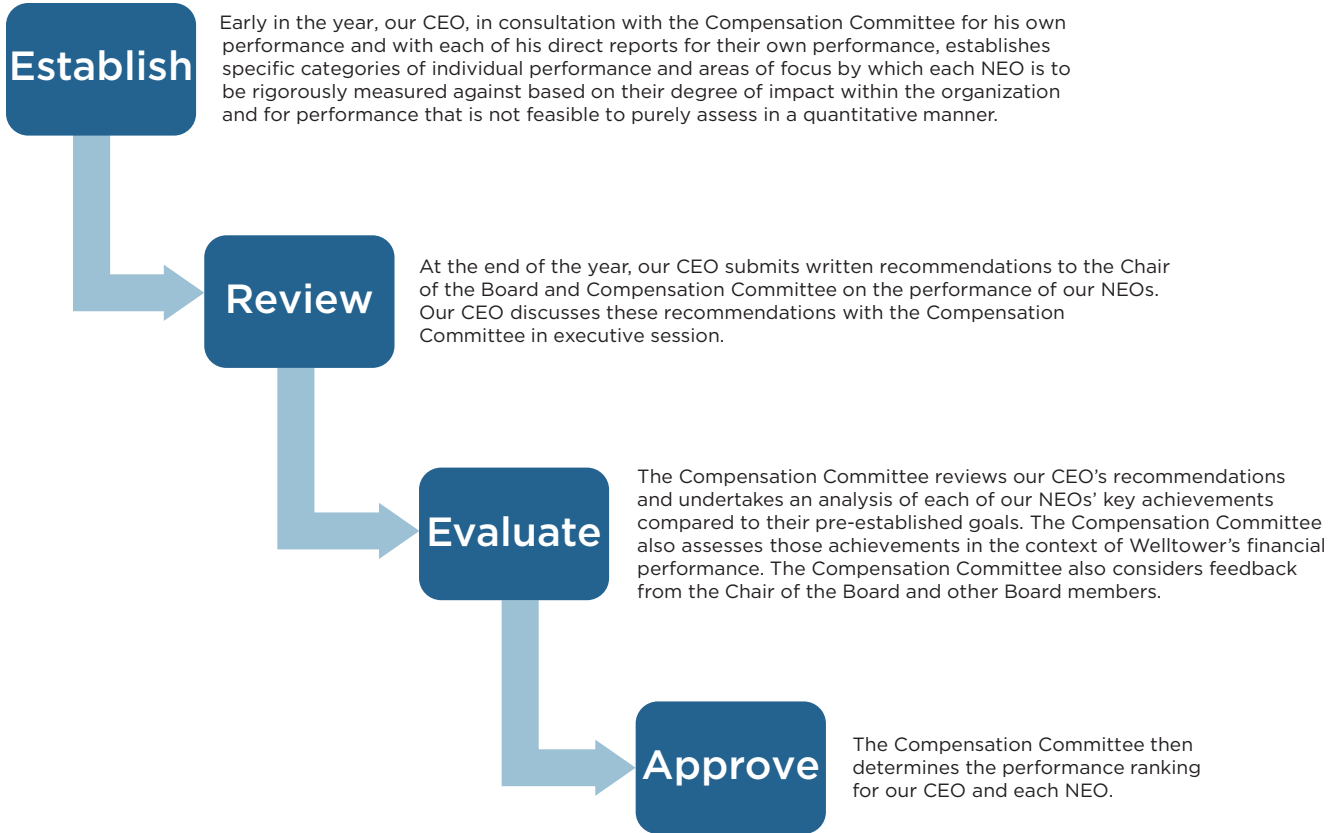 Establish
Early in the year, our CEO, in consultation with the Compensation Committee for his own
performance and with each of his direct reports for their own performance, establishes
specific categories of individual performance and areas of focus by which each NEO is to
be rigorously measured against based on their degree of impact within the organization
and for performance that is not feasible to purely assess in a quantitative manner.
Review
At the end of the year, our CEO submits written recommendations to the Chair
of the Board and Compensation Committee on the performance of our NEOs.
Our CEO discusses these recommendations with the Compensation
Committee in executive session.
Evaluate
The Compensation Committee reviews our CEO’s recommendations
and undertakes an analysis of each of our NEOs’ key achievements
compared to their pre-established goals. The Compensation Committee
also assesses those achievements in the context of Welltower’s financial
performance. The Compensation Committee also considers feedback
from the Chair of the Board and other Board members.
Approve
The Compensation Committee then
determines the performance ranking
for our CEO and each NEO.